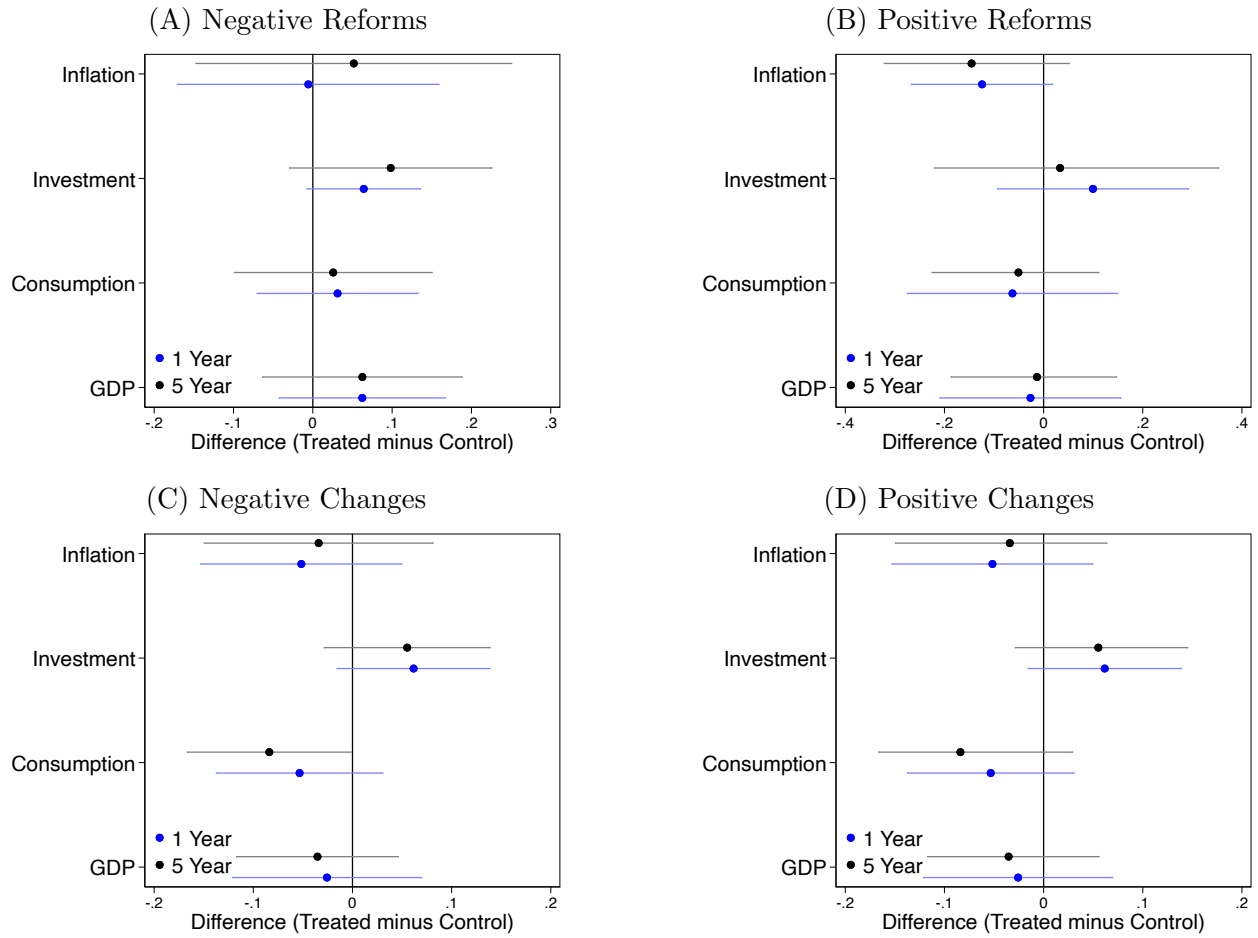 (A) Negative Reforms
Inflation
Investment
Consumption
GDP
1 Year
5 Year
-.2 -.1 0 .1 .2 .3
Difference (Treated minus Control)
(B) Positive Reforms
Inflation
Investment
Consumption
GDP
1 Year
5 Year
-.4 -.2 0 .2 .4
Difference (Treated minus Control)
(C) Negative Changes
Inflation
Investment
Consumption
GDP
1 Year
5 Year
-.2 -.1 0 .1 .2
Difference (Treated minus Control)
(D) Positive Changes
Inflation
Investment
Consumption
GDP
1 Year
5 Year
-.2 -.1 0 .1 .2
Difference (Treated minus Control)